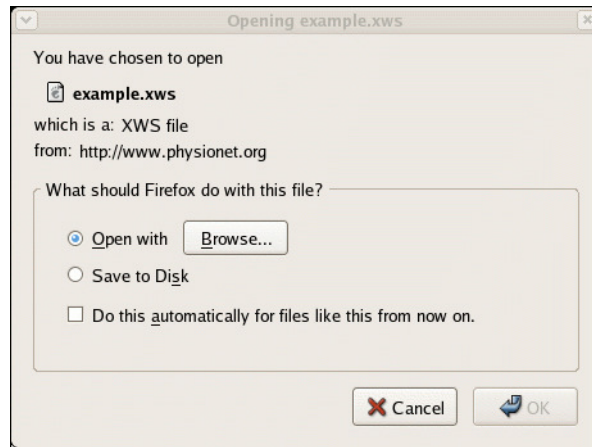 Opening example.xws
You have chosen to open
example.xws
which is a: XWS file
from: http://www.physionet.org
What should Firefox do with this file?
Open with Browse...
Save to Disk
Do this automatically for files like this from now on.
Cancel OK